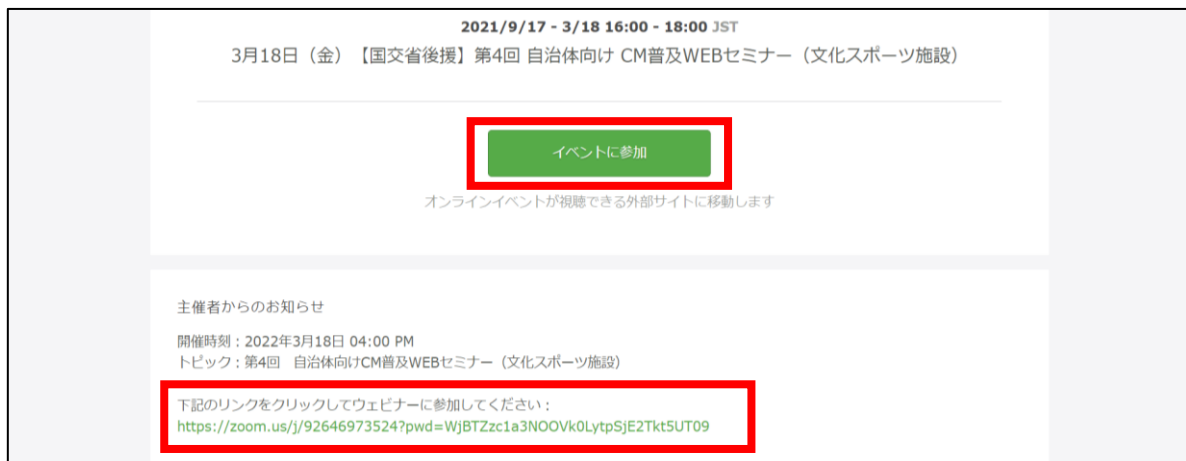 2021/9/17 - 3/18 16:00 - 18:00 JST
3月18日（金）【国交省後援】第4回 自治体向け CM普及WEBセミナー（文化スポーツ施設）
イベントに参加
オンラインイベントが視聴できる外部サイトに移動します
主催者からのお知らせ
開催時刻：2022年3月18日 04:00 PM
トピック：第4回　自治体向けCM普及WEBセミナー（文化スポーツ施設）
下記のリンクをクリックしてウェビナーに参加してください：
https://zoom.us/j/92646973524?pwd=WjBTZzc1a3NOOVk0LytpSjE2Tkt5UT09